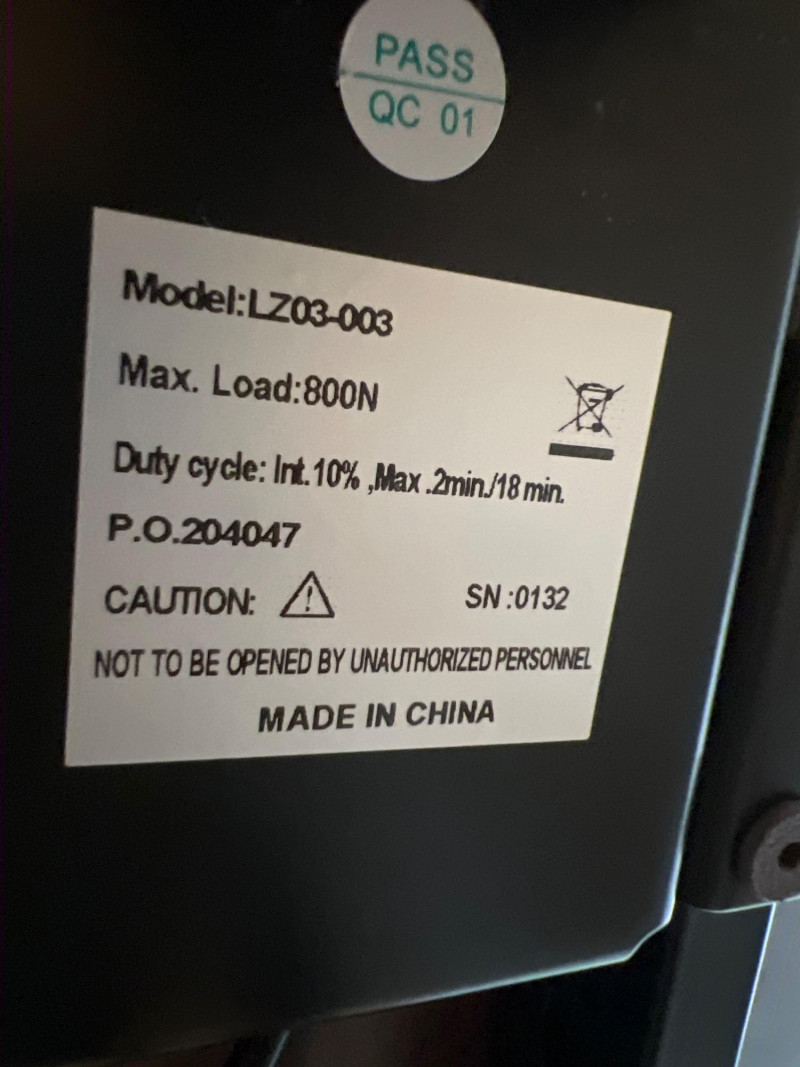 PASS
QC 01
Model:LZ03-003
Max. Load:800N
Duty cycle: Int.10% ,Max .2min./18 min.
P.O.204047
CAUTION: SN :0132
NOT TO BE OPENED BY UNAUTHORIZED PERSONNEL
MADE IN CHINA